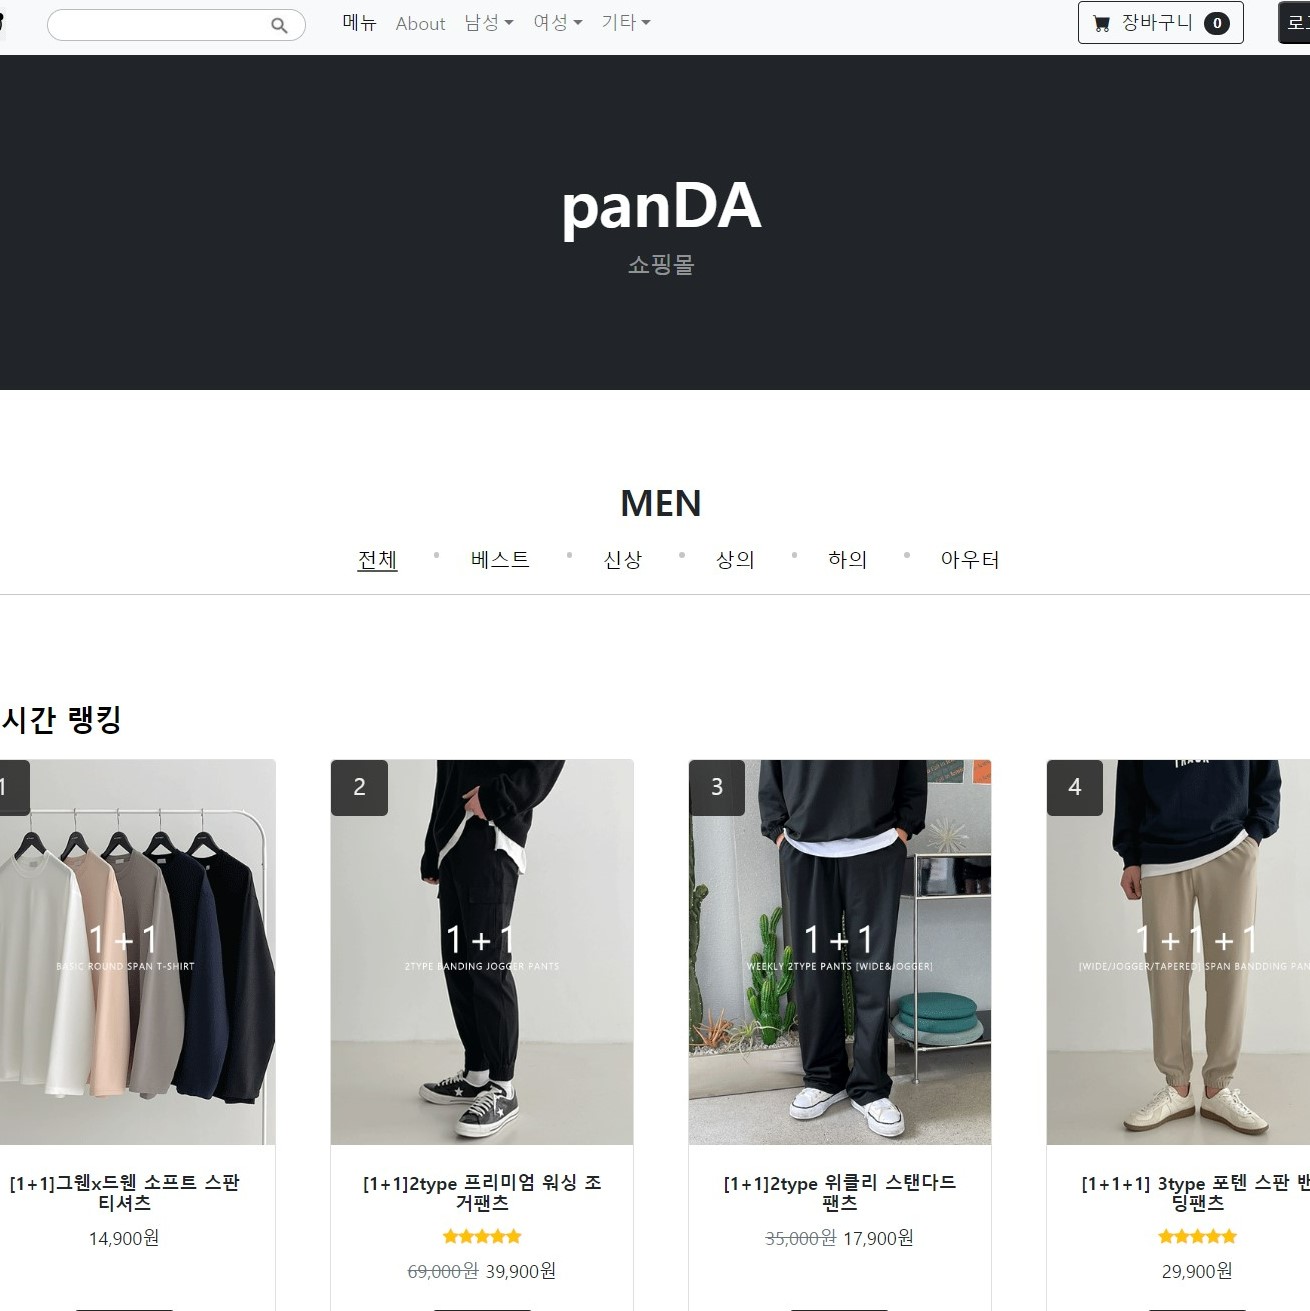 메뉴 About 남성 여성 기타 장바구니 0
panDA
쇼핑몰
MEN
전체 베스트 신상 상의 하의 아우터
시간 랭킹
1 2 3 4
1+1
BASIC ROUND SPAN T-SHIRT
1+1
2TYPE BANDING JOGGER PANTS
1+1
WEEKLY 2TYPE PANTS [WIDE&JOGGER]
TRACK
1+1+1
[WIDE/JOGGER/TAPERED] SPAN BANDDING PAN
[1+1]그웬x드웬 소프트 스판
티셔츠
14,900원
[1+1]2type 프리미엄 워싱 조
거팬츠
69,000원 39,900원
[1+1]2type 위클리 스탠다드
팬츠
35,000원 17,900원
[1+1+1] 3type 포텐 스판 밴
딩팬츠
29,900원